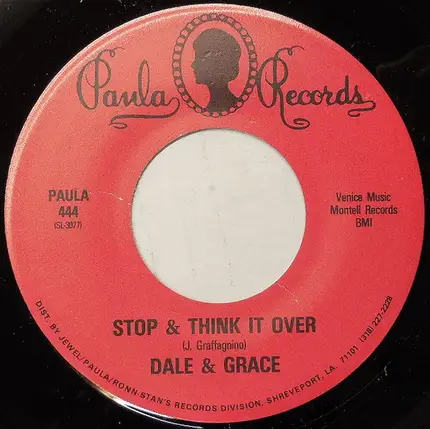 Paula Records
PAULA
444
(SL-3977)
Venice Music
Montell Records
BMI
STOP & THINK IT OVER
(J. Graffagnino)
DALE & GRACE
DIST. BY JEWEL/PAULA/RONN STAN'S RECORDS DIVISION, SHREVEPORT, LA. 71101 (318)-227-2228